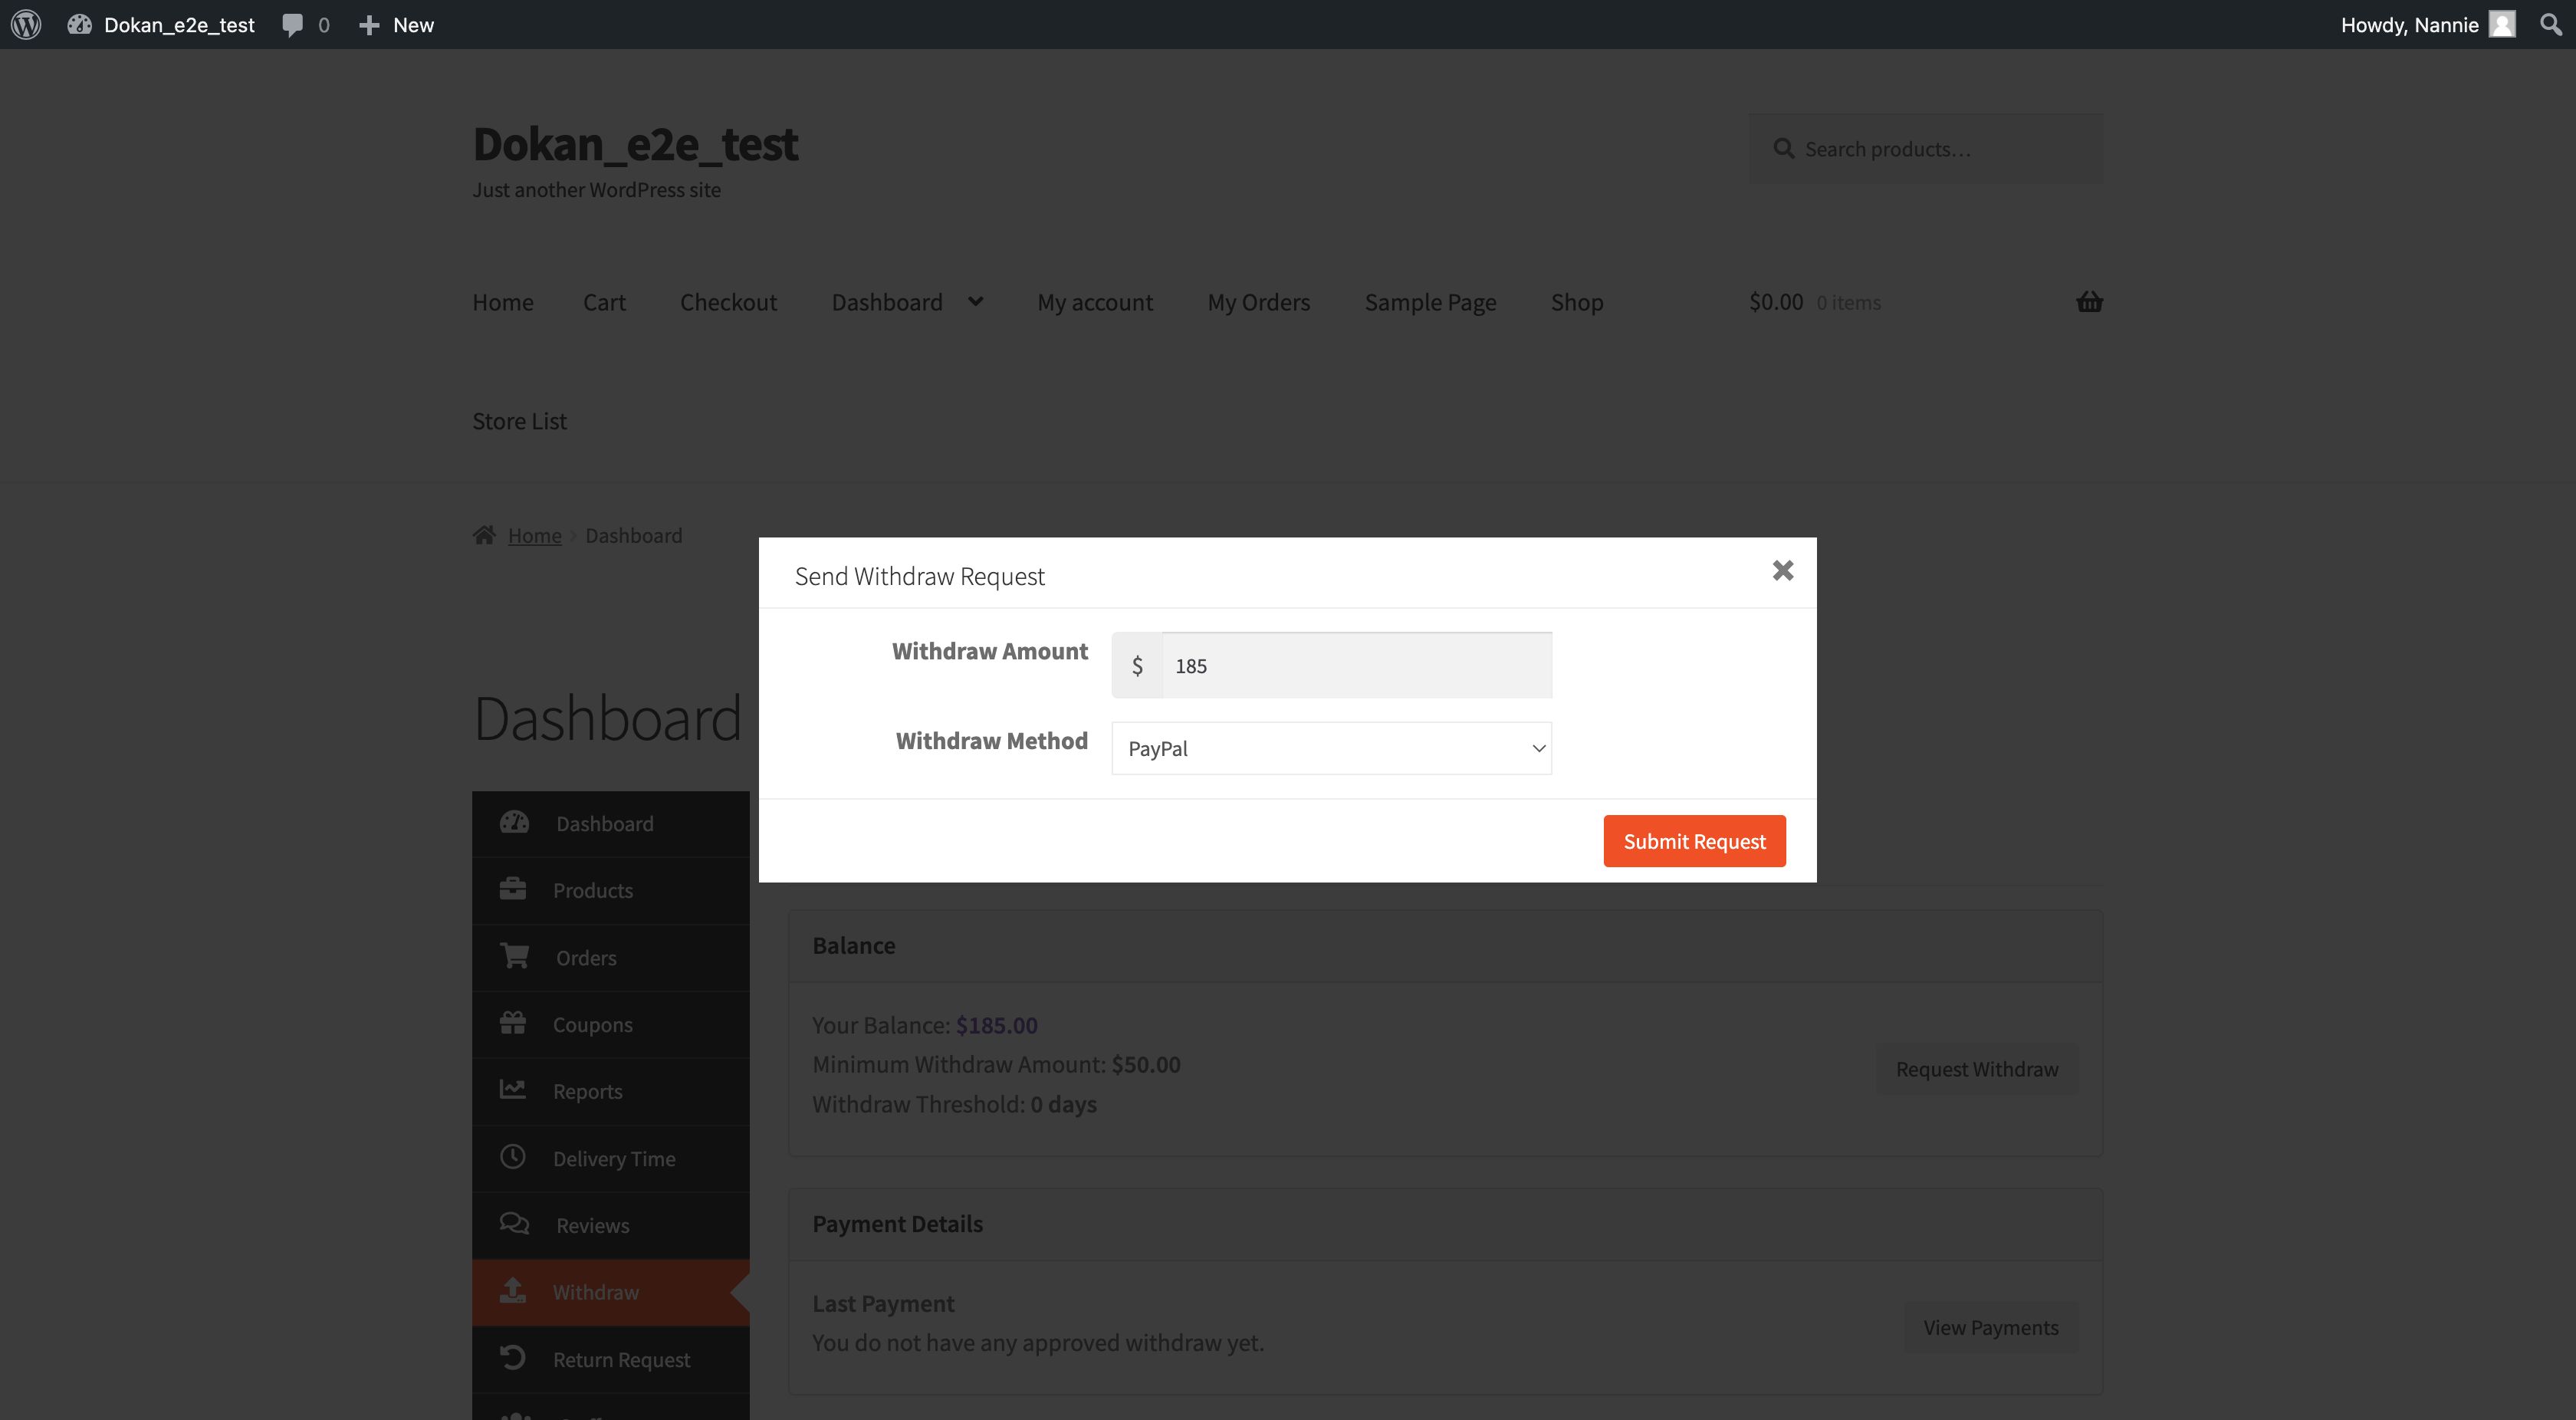 Dokan_e2e_test 0 New Howdy, Nannie
Dokan_e2e_test
Just another WordPress site
Search products…
Home Cart Checkout Dashboard My account My Orders Sample Page Shop $0.00 0 items
Store List
Home Dashboard
Send Withdraw Request
Withdraw Amount $ 185
Withdraw Method PayPal
Submit Request
Dashboard
Dashboard
Products
Orders
Coupons
Reports
Delivery Time
Reviews
Withdraw
Return Request
Balance
Your Balance: $185.00
Minimum Withdraw Amount: $50.00
Withdraw Threshold: 0 days
Request Withdraw
Payment Details
Last Payment
You do not have any approved withdraw yet.
View Payments